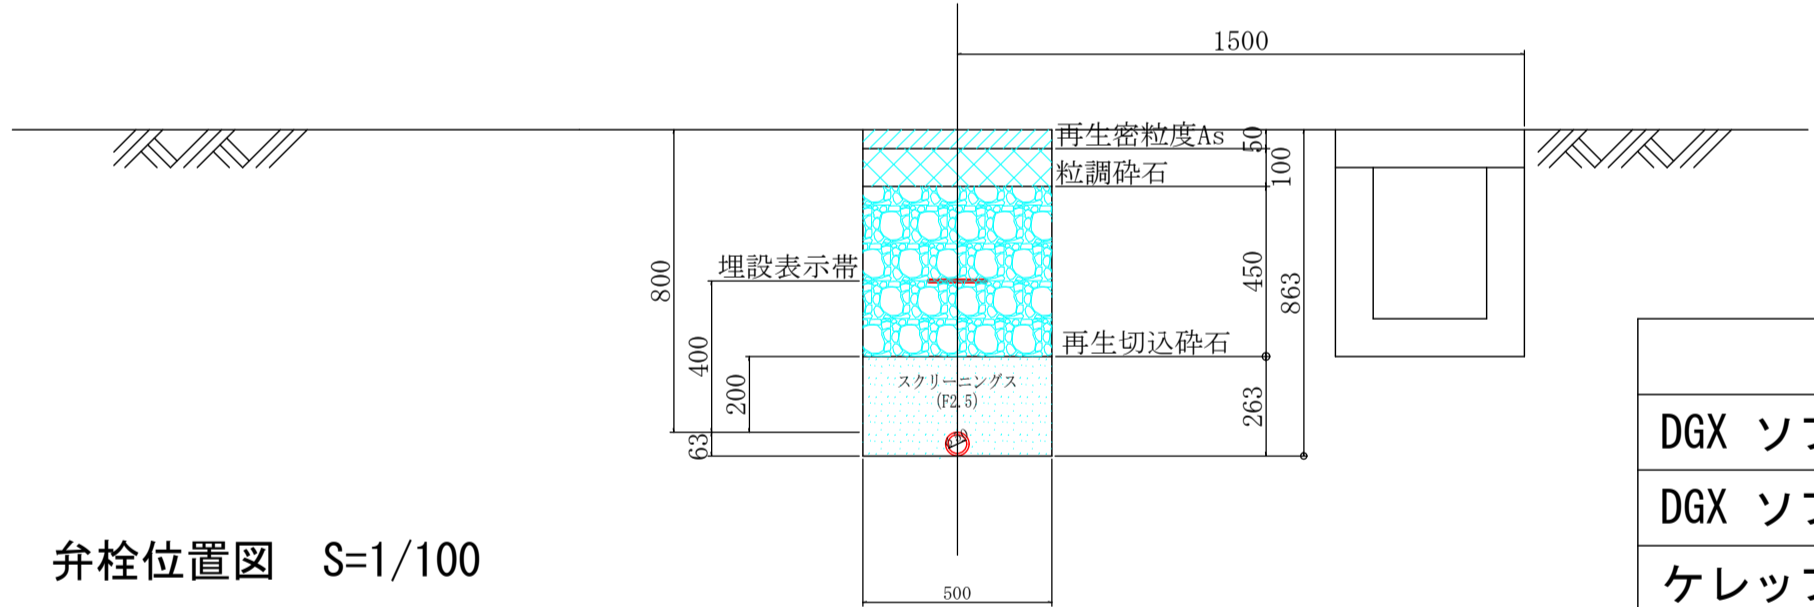 1500
再生密粒度As
50
粒調砕石
100
埋設表示帯
800
400
200
63
450
863
再生切込砕石
スクリーニングス
(F2.5)
263
弁栓位置図 S=1/100
500
DGX ソフ
DGX ソフ
ケレップ